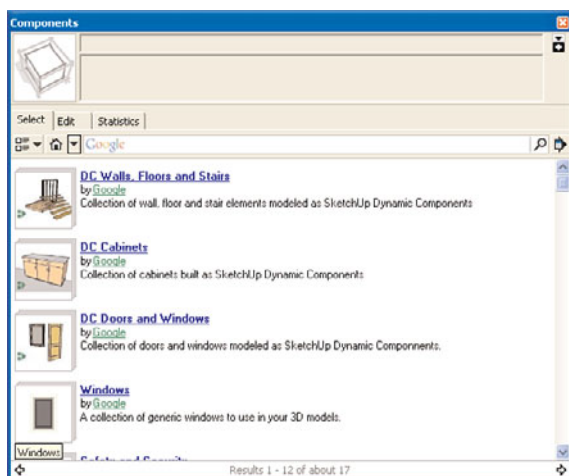 Components
Select Edit Statistics
Google
DC Walls, Floors and Stairs
by Google
Collection of wall, floor and stair elements modeled as SketchUp Dynamic Components
DC Cabinets
by Google
Collection of cabinets built as SketchUp Dynamic Components
DC Doors and Windows
by Google
Collection of doors and windows modeled as SketchUp Dynamic Componnents.
Windows
by Google
A collection of generic windows to use in your 3D models.
Windows
Safety and Security
Results 1 - 12 of about 17